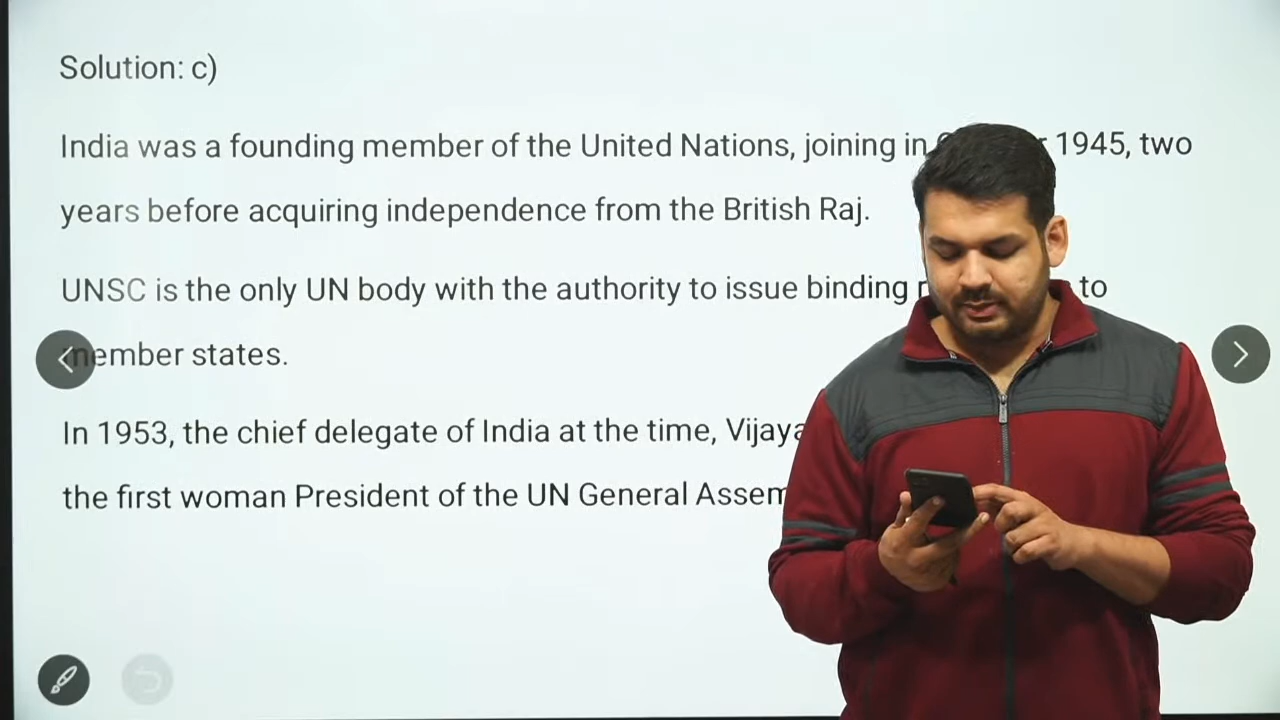 Solution: c)
India was a founding member of the United Nations, joining in 1945, two
years before acquiring independence from the British Raj.
UNSC is the only UN body with the authority to issue binding to
member states.
In 1953, the chief delegate of India at the time,
the first woman President of the UN General